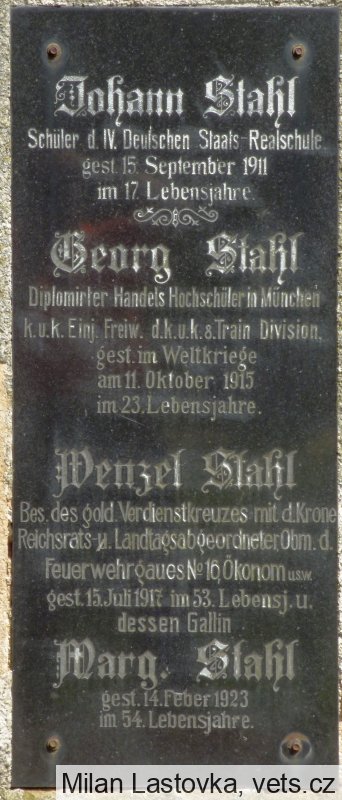 Johann Stahl
Schüler d. IV. Deutschen Staats-Realschule
gest. 15. September 1911
im 17. Lebensjahre.
Georg Stahl
Diplomirter Handels Hochschüler in München
k.u.k. Einj. Freiw. d.k.u.k. 8. Train Division,
gest. im Weltkriege
am 11. Oktober 1915
im 23. Lebensjahre.
Wenzel Stahl
Bes. des gold. Verdienstkreuzes mit d. Krone
Reichsrats- u. Landtagsabgeordneter Obm. d.
Feuerwehrgaues No 16, Ökonom u.s.w.
gest. 15. Juli 1917 im 53. Lebensj. u.
dessen Gallin
Marg. Stahl
gest. 14. Feber 1923
im 54. Lebensjahre.
Milan Lastovka, vets.cz